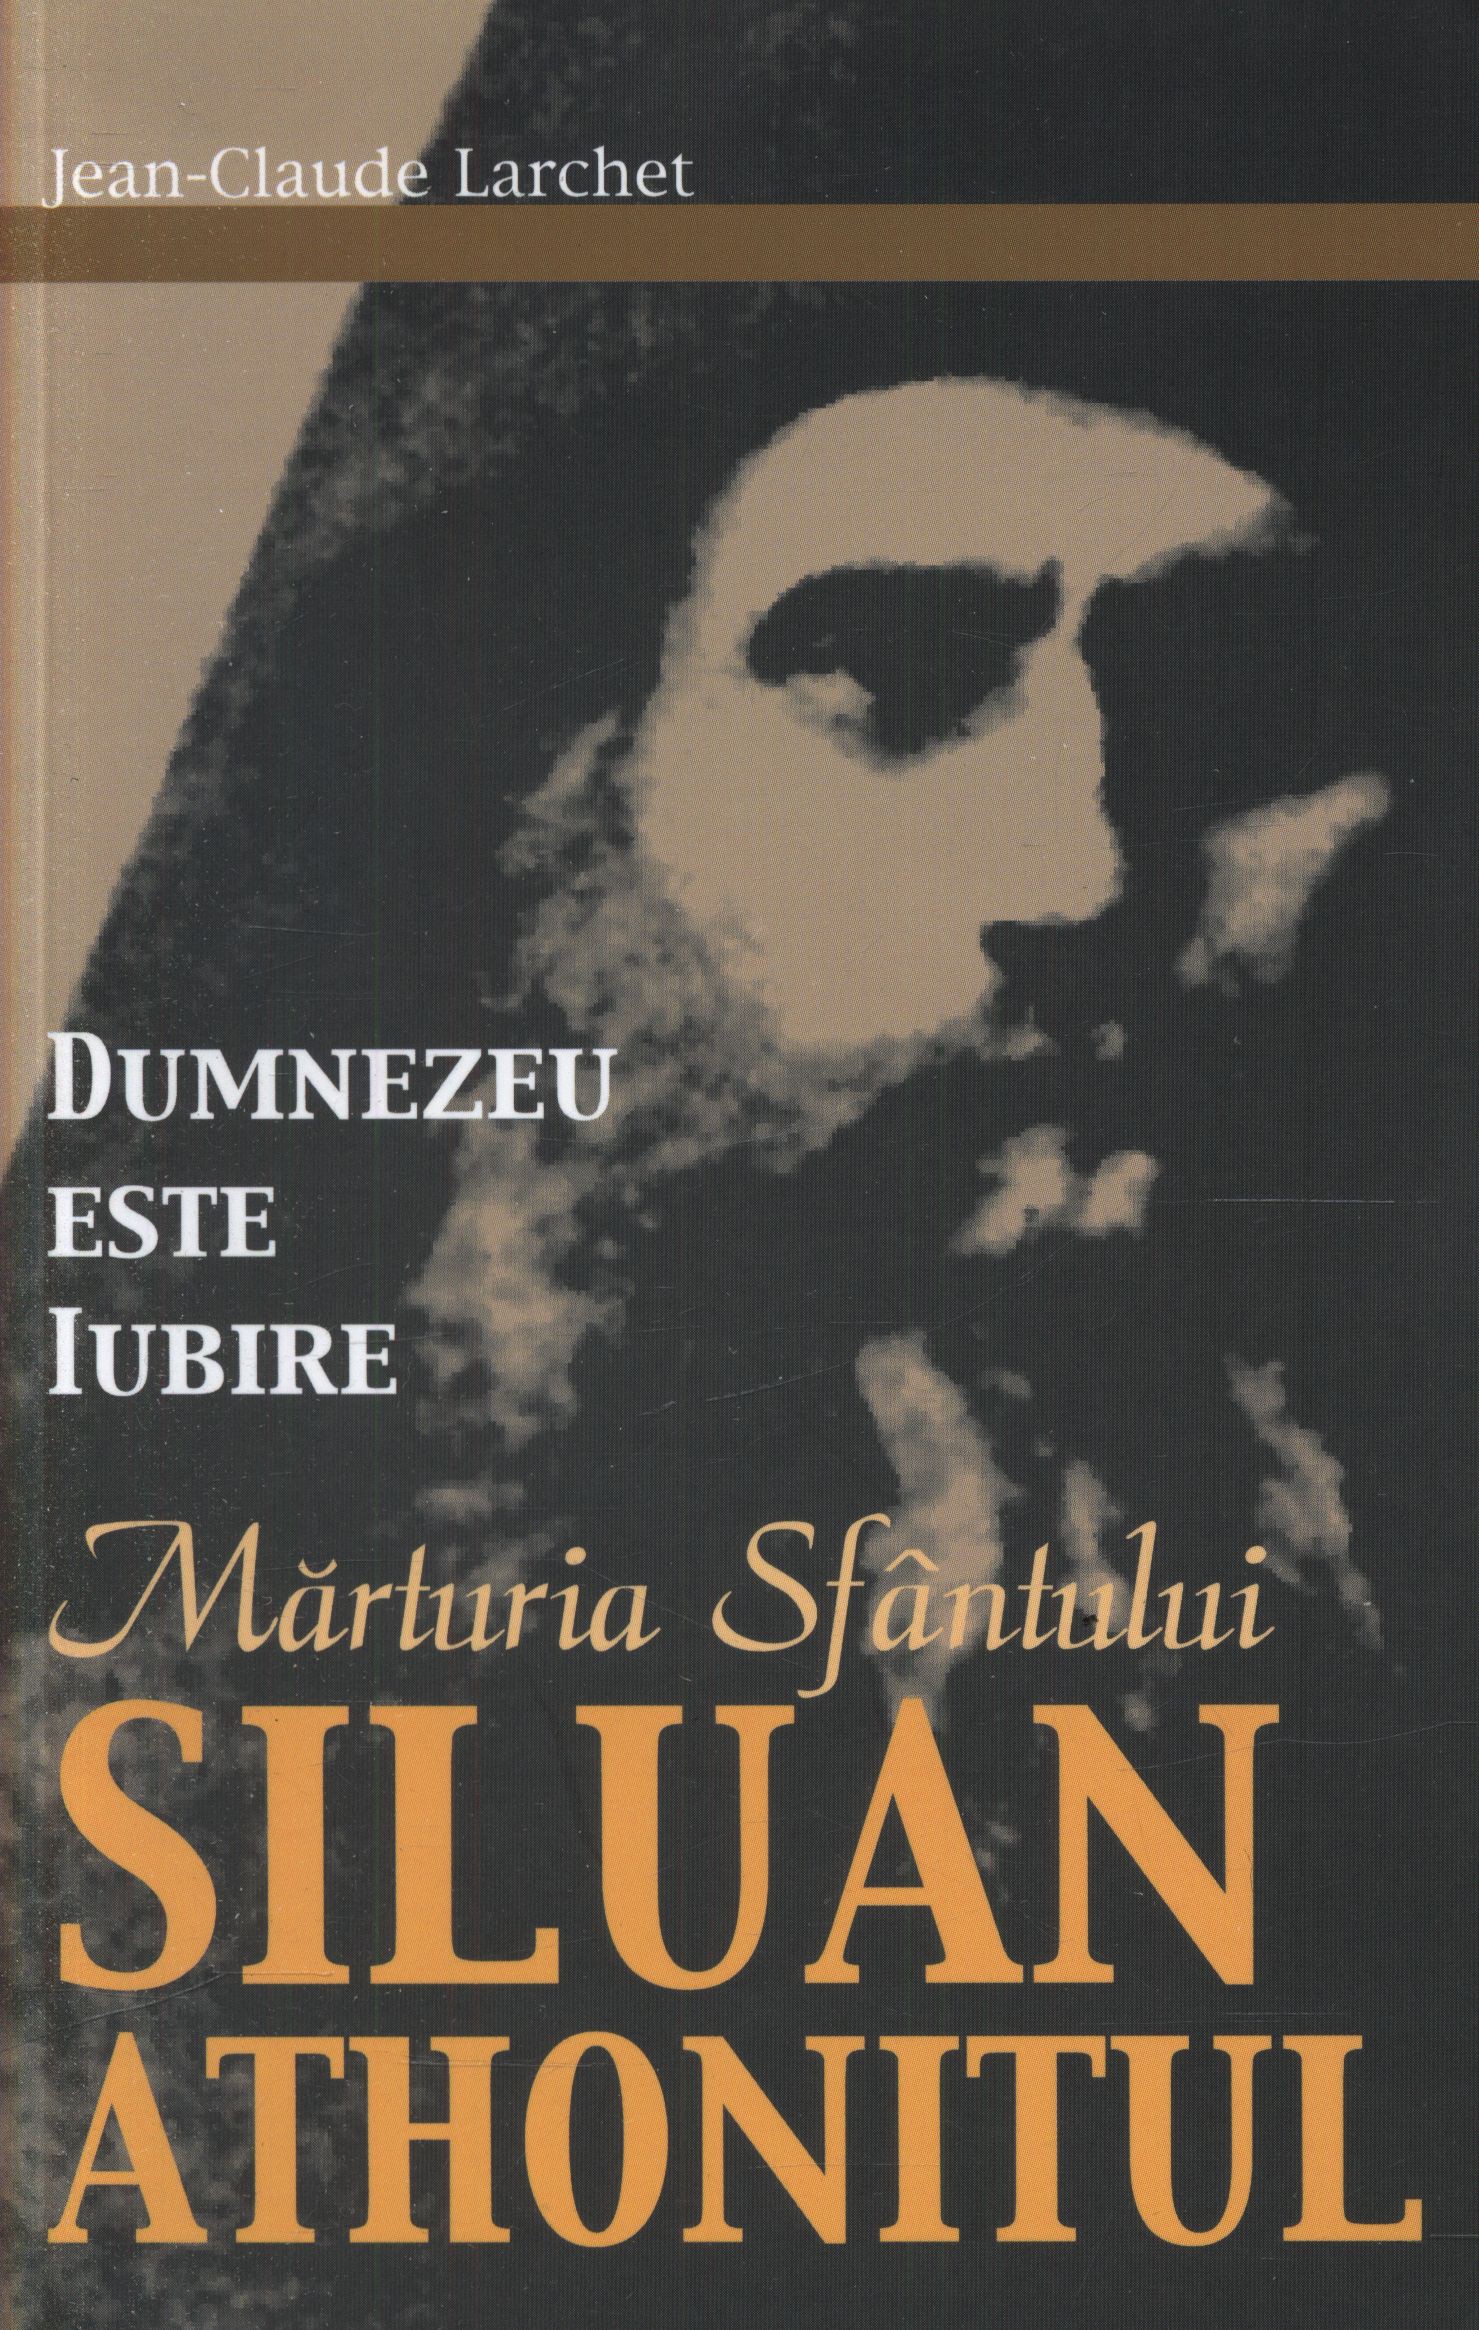 Jean-Claude Larchet
DUMNEZEU
ESTE
IUBIRE
Mărturia Sfântului
SILUAN
ATHONITUL